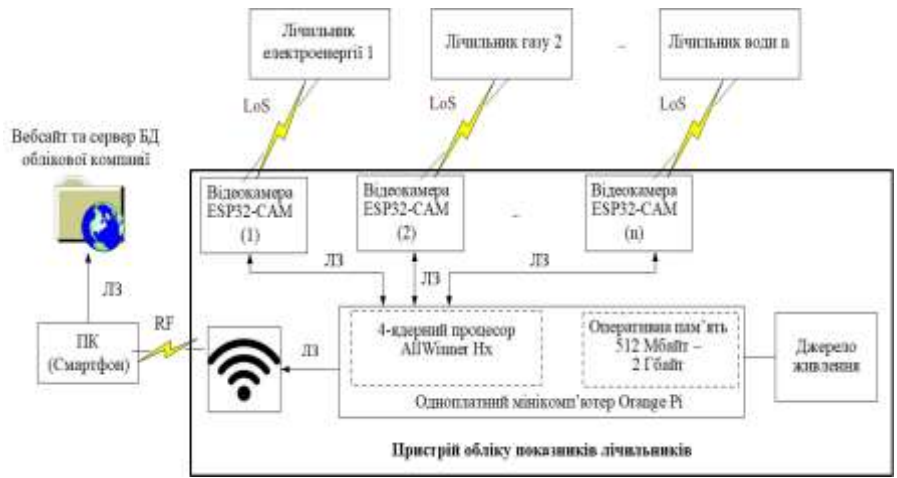 Лічильник
електроенергії 1
Лічильник газу 2
Лічильник води n
LoS
LoS
LoS
Вебсайт та сервер БД
облікової компанії
Відеокамера
ESP32-CAM
(1)
Відеокамера
ESP32-CAM
(2)
Відеокамера
ESP32-CAM
(n)
ЛЗ
ЛЗ
ЛЗ
ЛЗ
RF
ПК
(Смартфон)
ЛЗ
4-ядерний процесор
AllWinner Hx
Оперативна пам’ять
512 Мбайт –
2 Гбайт
Одноплатний мінікомп’ютер Orange Pi
Джерело
живлення
Пристрій обліку показників лічильників